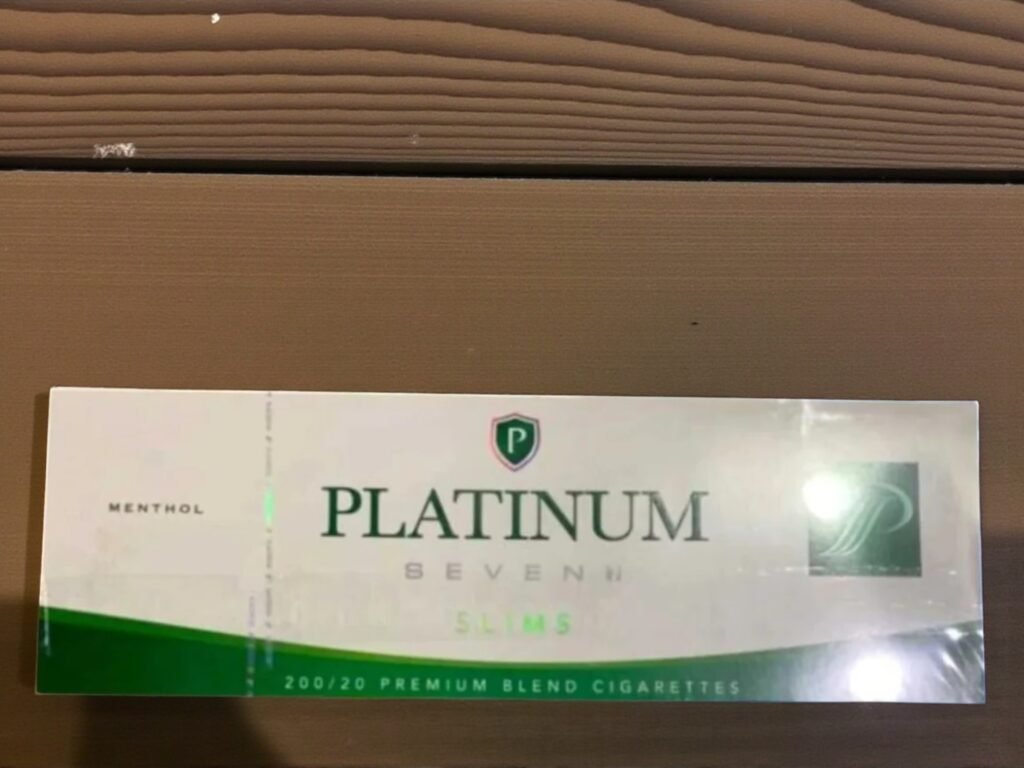 P
MENTHOL
PLATINUM
SEVEN
SLIMS
P
200/20 PREMIUM BLEND CIGARETTES